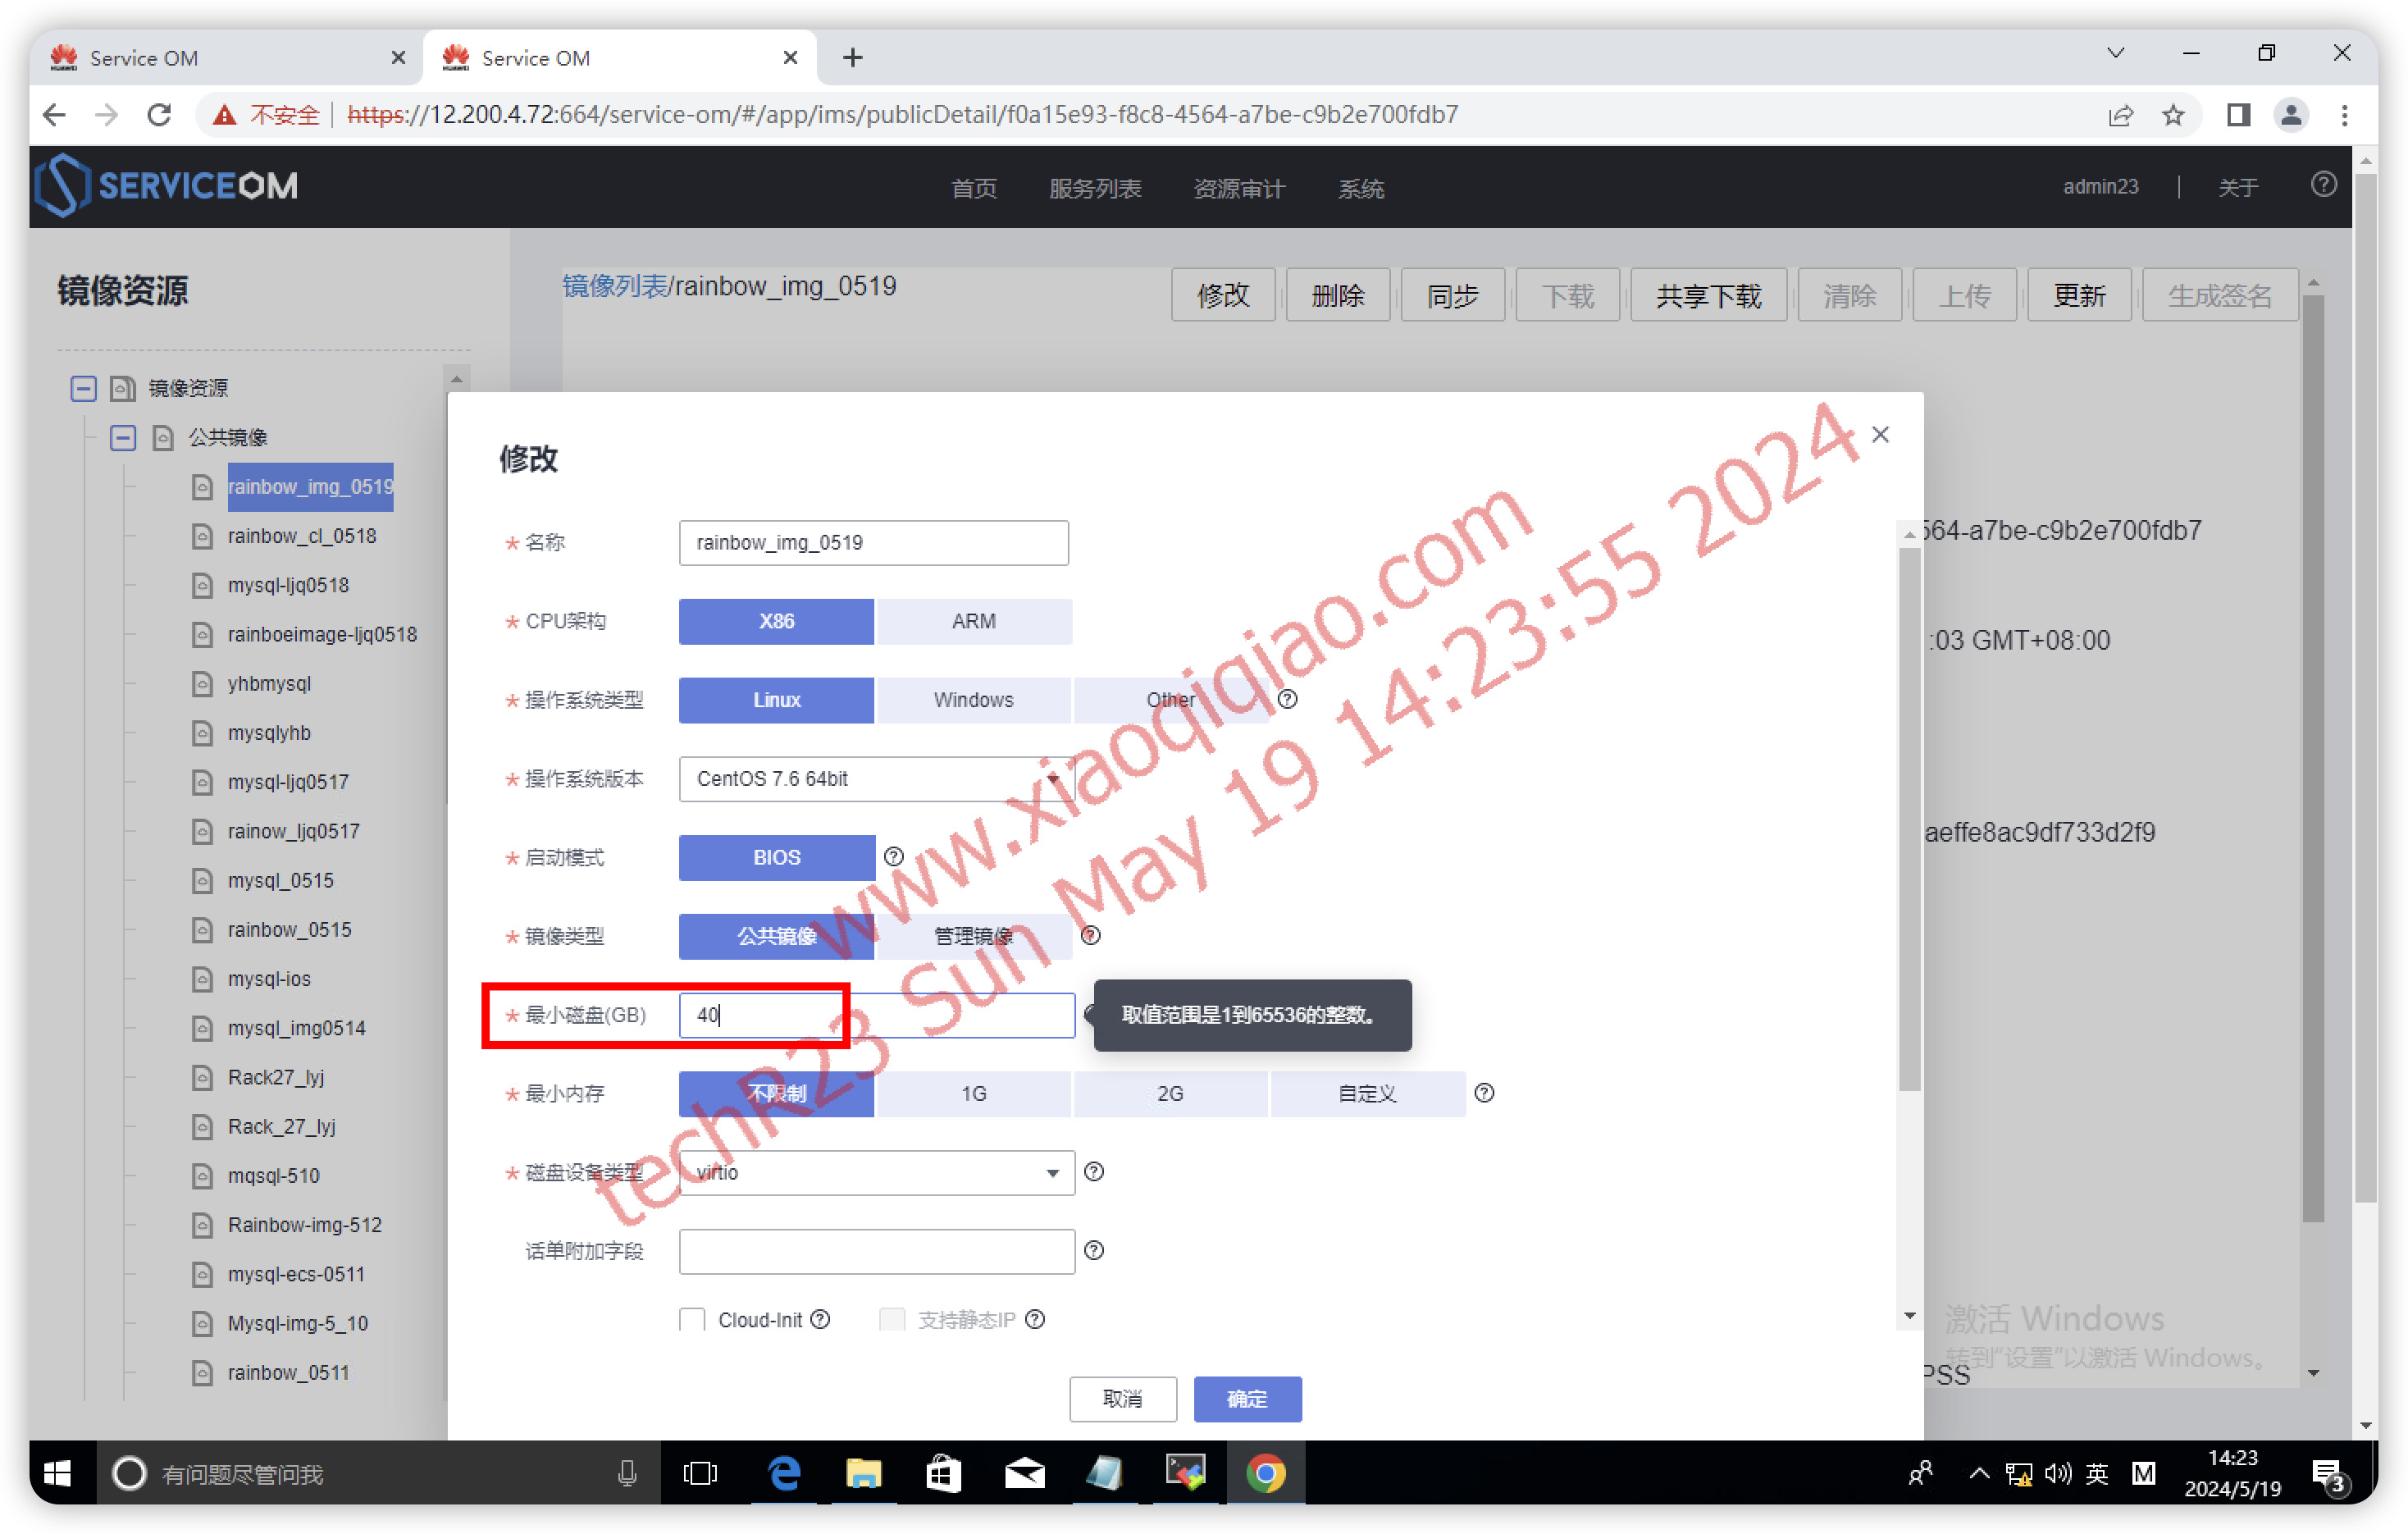 Service OM
Service OM
不安全 https://12.200.4.72:664/service-om/#/app/ims/publicDetail/f0a15e93-f8c8-4564-a7be-c9b2e700fdb7
SERVICEOM
首页 服务列表 资源审计 系统
admin23 | 关于
镜像资源
镜像列表/rainbow_img_0519
修改 删除 同步 下载 共享下载 清除 上传 更新 生成签名
镜像资源
公共镜像
rainbow_img_0519
rainbow_cl_0518
mysql-ljq0518
rainboeimage-ljq0518
yhbmysql
mysqlyhb
mysql-ljq0517
rainow_ljq0517
mysql_0515
rainbow_0515
mysql-ios
mysql_img0514
Rack27_lyj
Rack_27_lyj
mqsql-510
Rainbow-img-512
mysql-ecs-0511
Mysql-img-5_10
rainbow_0511
修改
* 名称 rainbow_img_0519
* CPU架构 X86 ARM
* 操作系统类型 Linux Windows Other
* 操作系统版本 CentOS 7.6 64bit
* 启动模式 BIOS
* 镜像类型 公共镜像 管理镜像
* 最小磁盘(GB) 40
取值范围是1到65536的整数。
* 最小内存 不限制 1G 2G 自定义
* 磁盘设备类型 virtio
话单附加字段
Cloud-Init 支持静态IP
取消 确定
564-a7be-c9b2e700fdb7
:03 GMT+08:00
aeffe8ac9df733d2f9
PSS
www.xiaoqiqiao.com
techR23 Sun May 19 14:23:55 2024
激活 Windows
转到“设置”以激活 Windows。
有问题尽管问我
英
M
14:23
2024/5/19
3